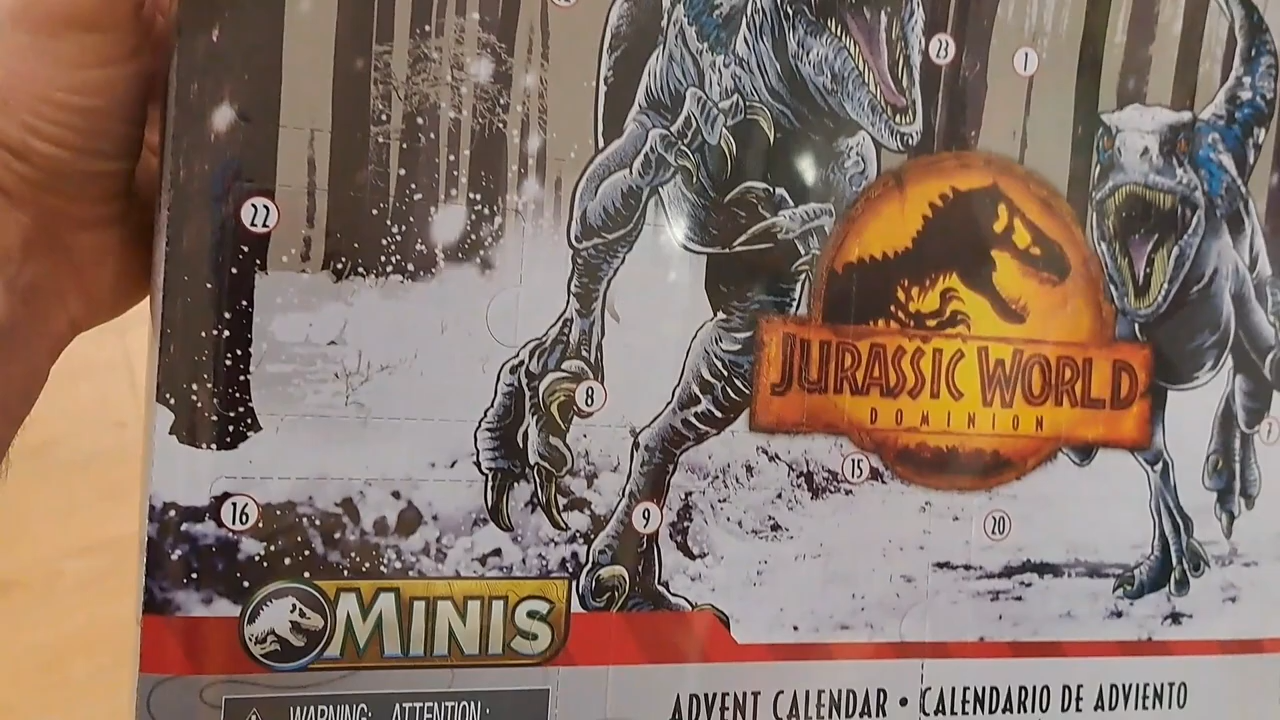 23
1
22
JURASSIC WORLD
DOMINION
8
7
15
16
9
20
MINIS
ADVENT CALENDAR • CALENDARIO DE ADVIENTO
WARNING: ATTENTION :